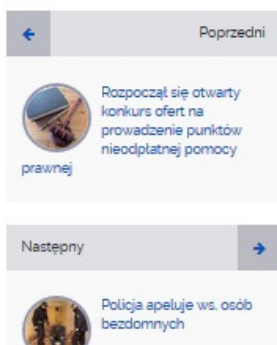 Poprzedni
Rozpoczął się otwarty
konkurs ofert na
prowadzenie punktów
nieodpłatnej pomocy
prawnej
Następny
Policja apeluje ws. osób
bezdomnych